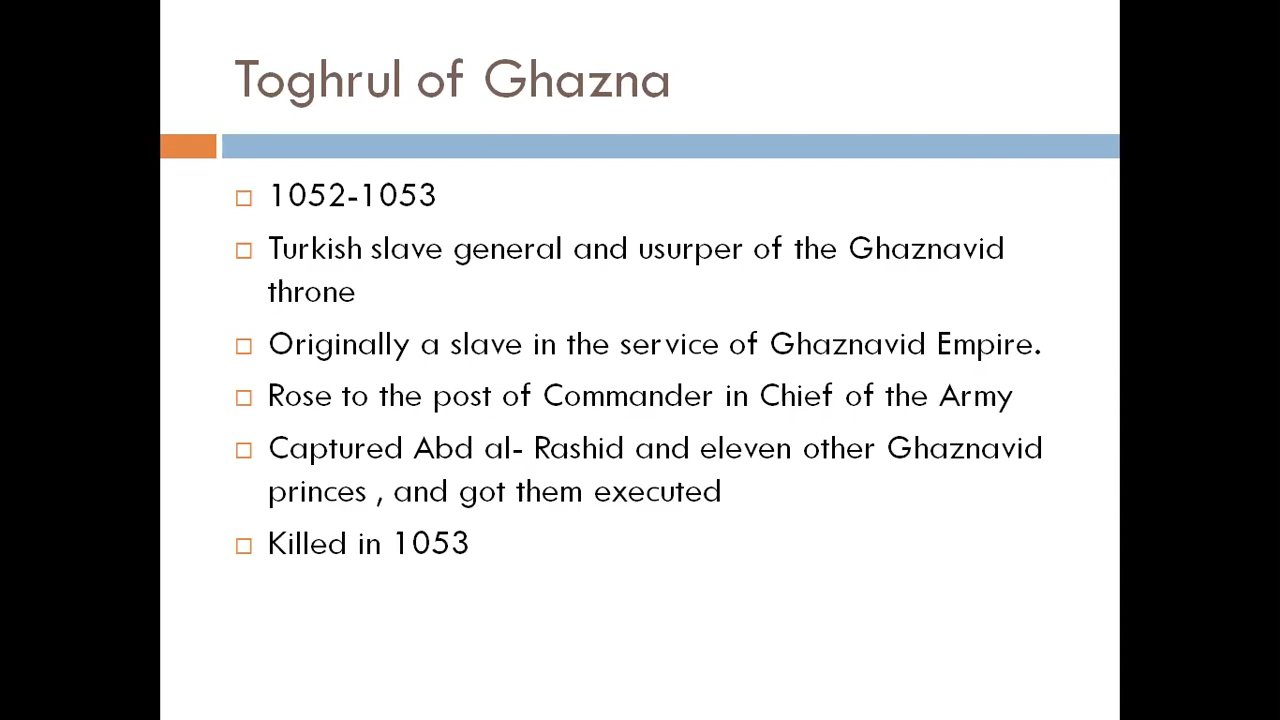 Toghrul of Ghazna
1052-1053
Turkish slave general and usurper of the Ghaznavid
throne
Originally a slave in the service of Ghaznavid Empire.
Rose to the post of Commander in Chief of the Army
Captured Abd al- Rashid and eleven other Ghaznavid
princes , and got them executed
Killed in 1053